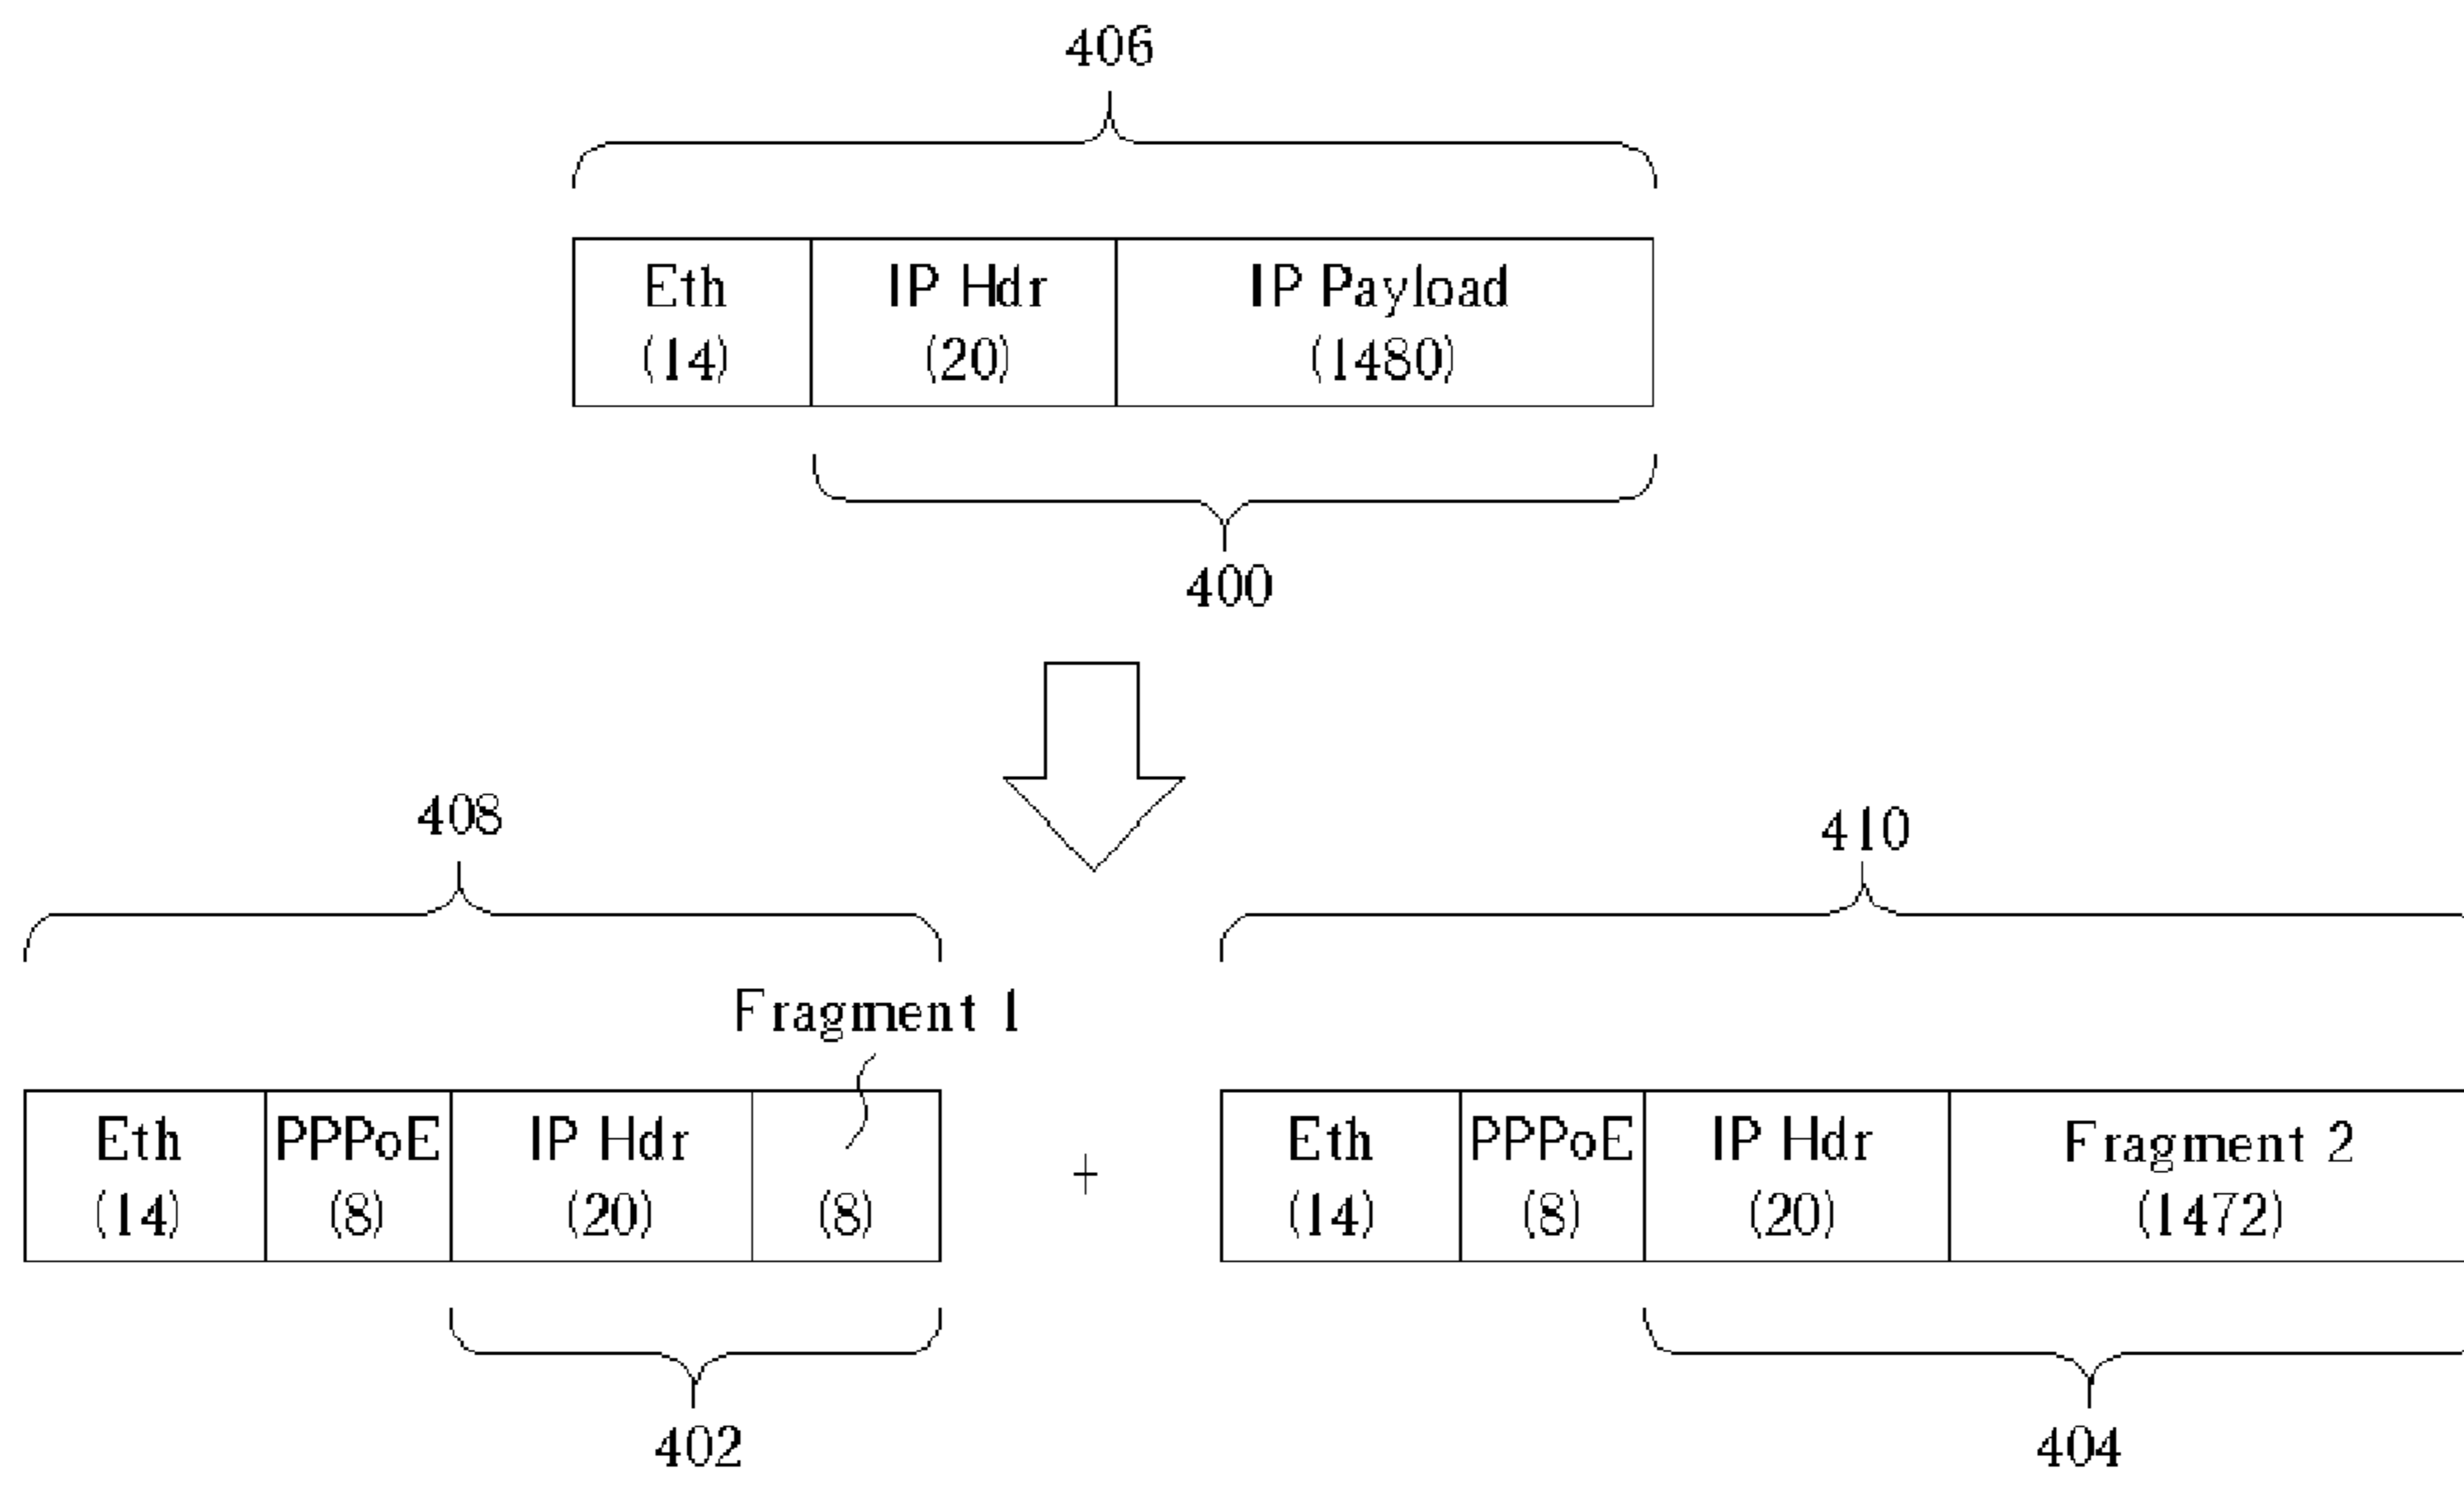 406
Eth IP Hdr IP Payload
(14) (20) (1480)
400
408
410
Fragment 1
Eth PPPoE IP Hdr
(14) (8) (20) (8)
+
Eth PPPoE IP Hdr Fragment 2
(14) (8) (20) (1472)
402
404